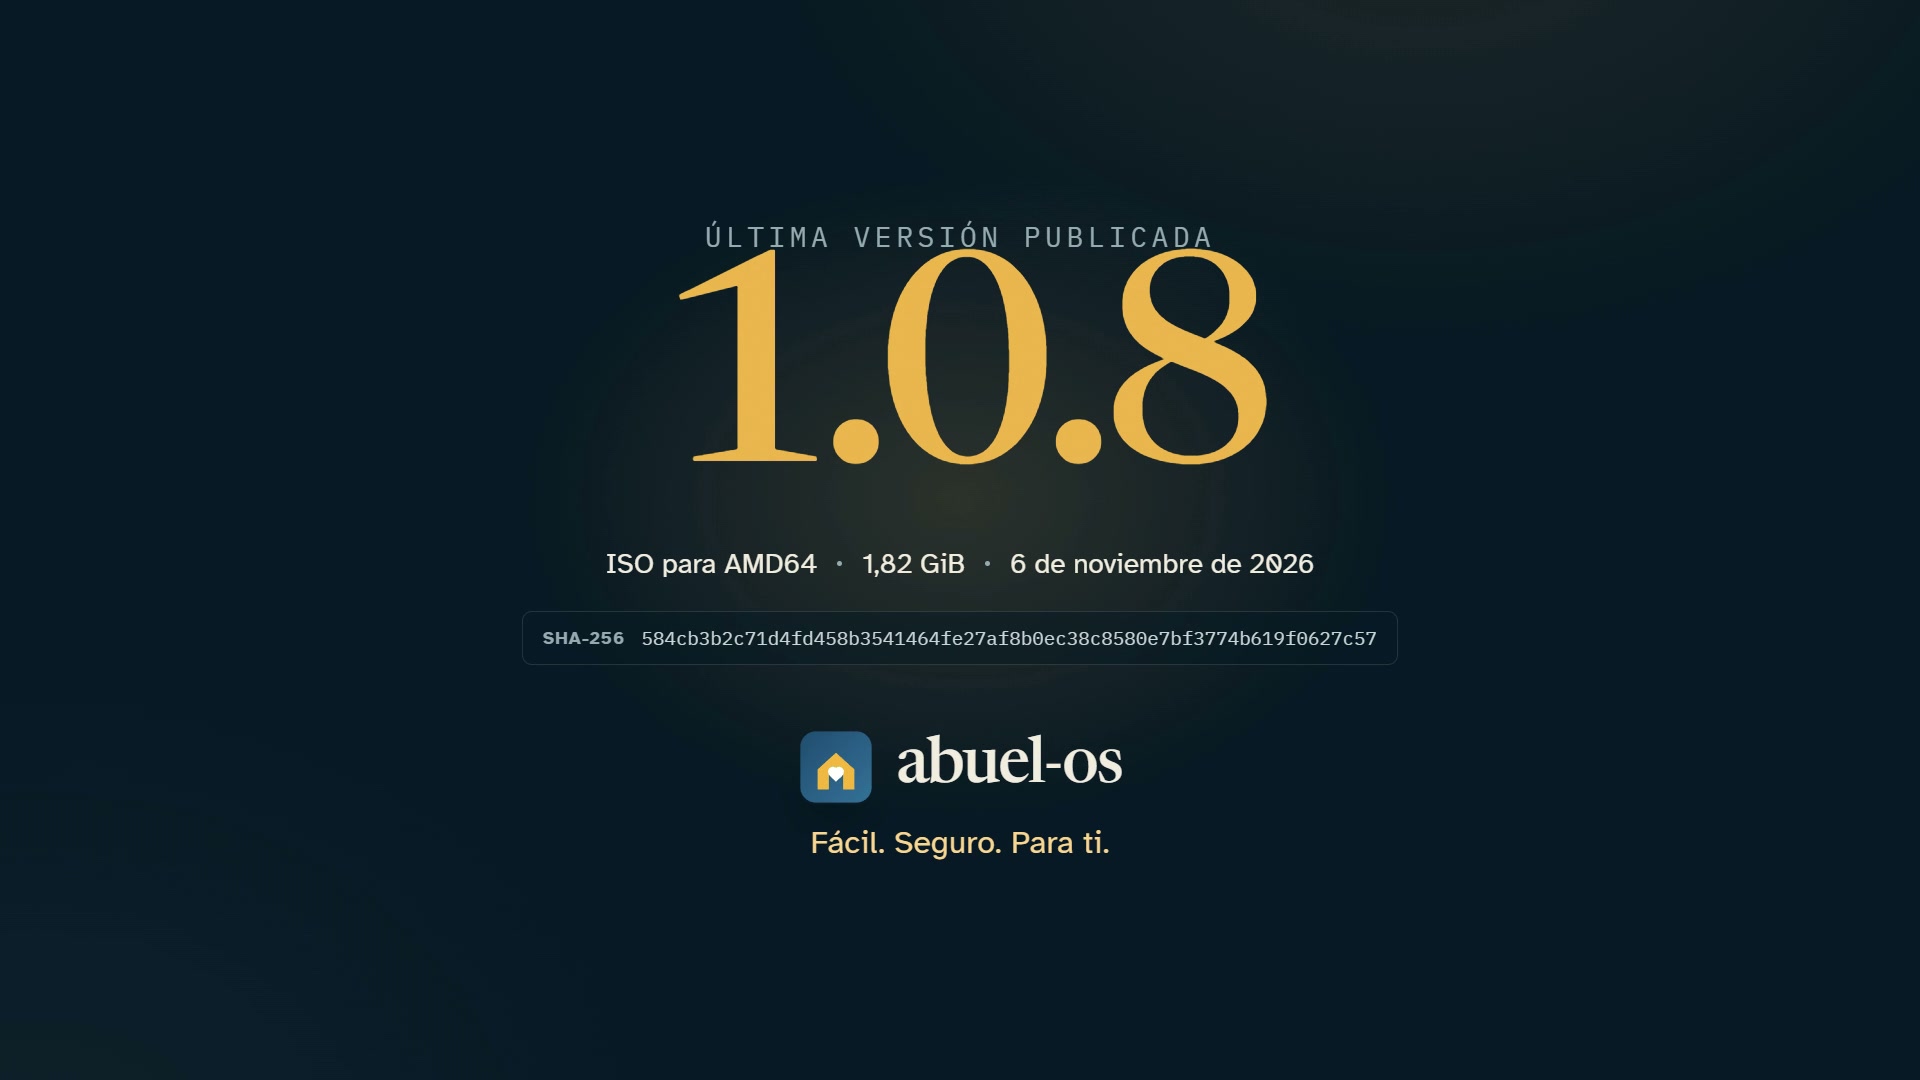 ÚLTIMA VERSIÓN PUBLICADA
1.0.8
ISO para AMD64 · 1,82 GiB · 6 de noviembre de 2026
SHA-256 584cb3b2c71d4fd458b3541464fe27af8b0ec38c8580e7bf3774b619f0627c57
abuel-os
Fácil. Seguro. Para ti.